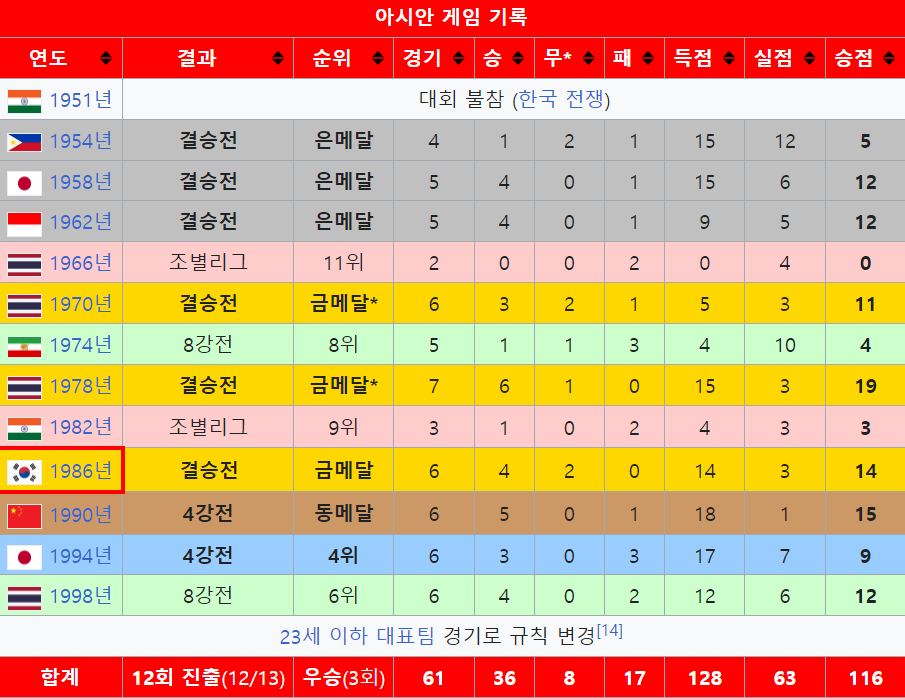 아시안 게임 기록
연도 결과 순위 경기 승 무* 패 득점 실점 승점
1951년 대회 불참 (한국 전쟁)
1954년 결승전 은메달 4 1 2 1 15 12 5
1958년 결승전 은메달 5 4 0 1 15 6 12
1962년 결승전 은메달 5 4 0 1 9 5 12
1966년 조별리그 11위 2 0 0 2 0 4 0
1970년 결승전 금메달* 6 3 2 1 5 3 11
1974년 8강전 8위 5 1 1 3 4 10 4
1978년 결승전 금메달* 7 6 1 0 15 3 19
1982년 조별리그 9위 3 1 0 2 4 3 3
1986년 결승전 금메달 6 4 2 0 14 3 14
1990년 4강전 동메달 6 5 0 1 18 1 15
1994년 4강전 4위 6 3 0 3 17 7 9
1998년 8강전 6위 6 4 0 2 12 6 12
23세 이하 대표팀 경기로 규칙 변경[14]
합계 12회 진출(12/13) 우승(3회) 61 36 8 17 128 63 116